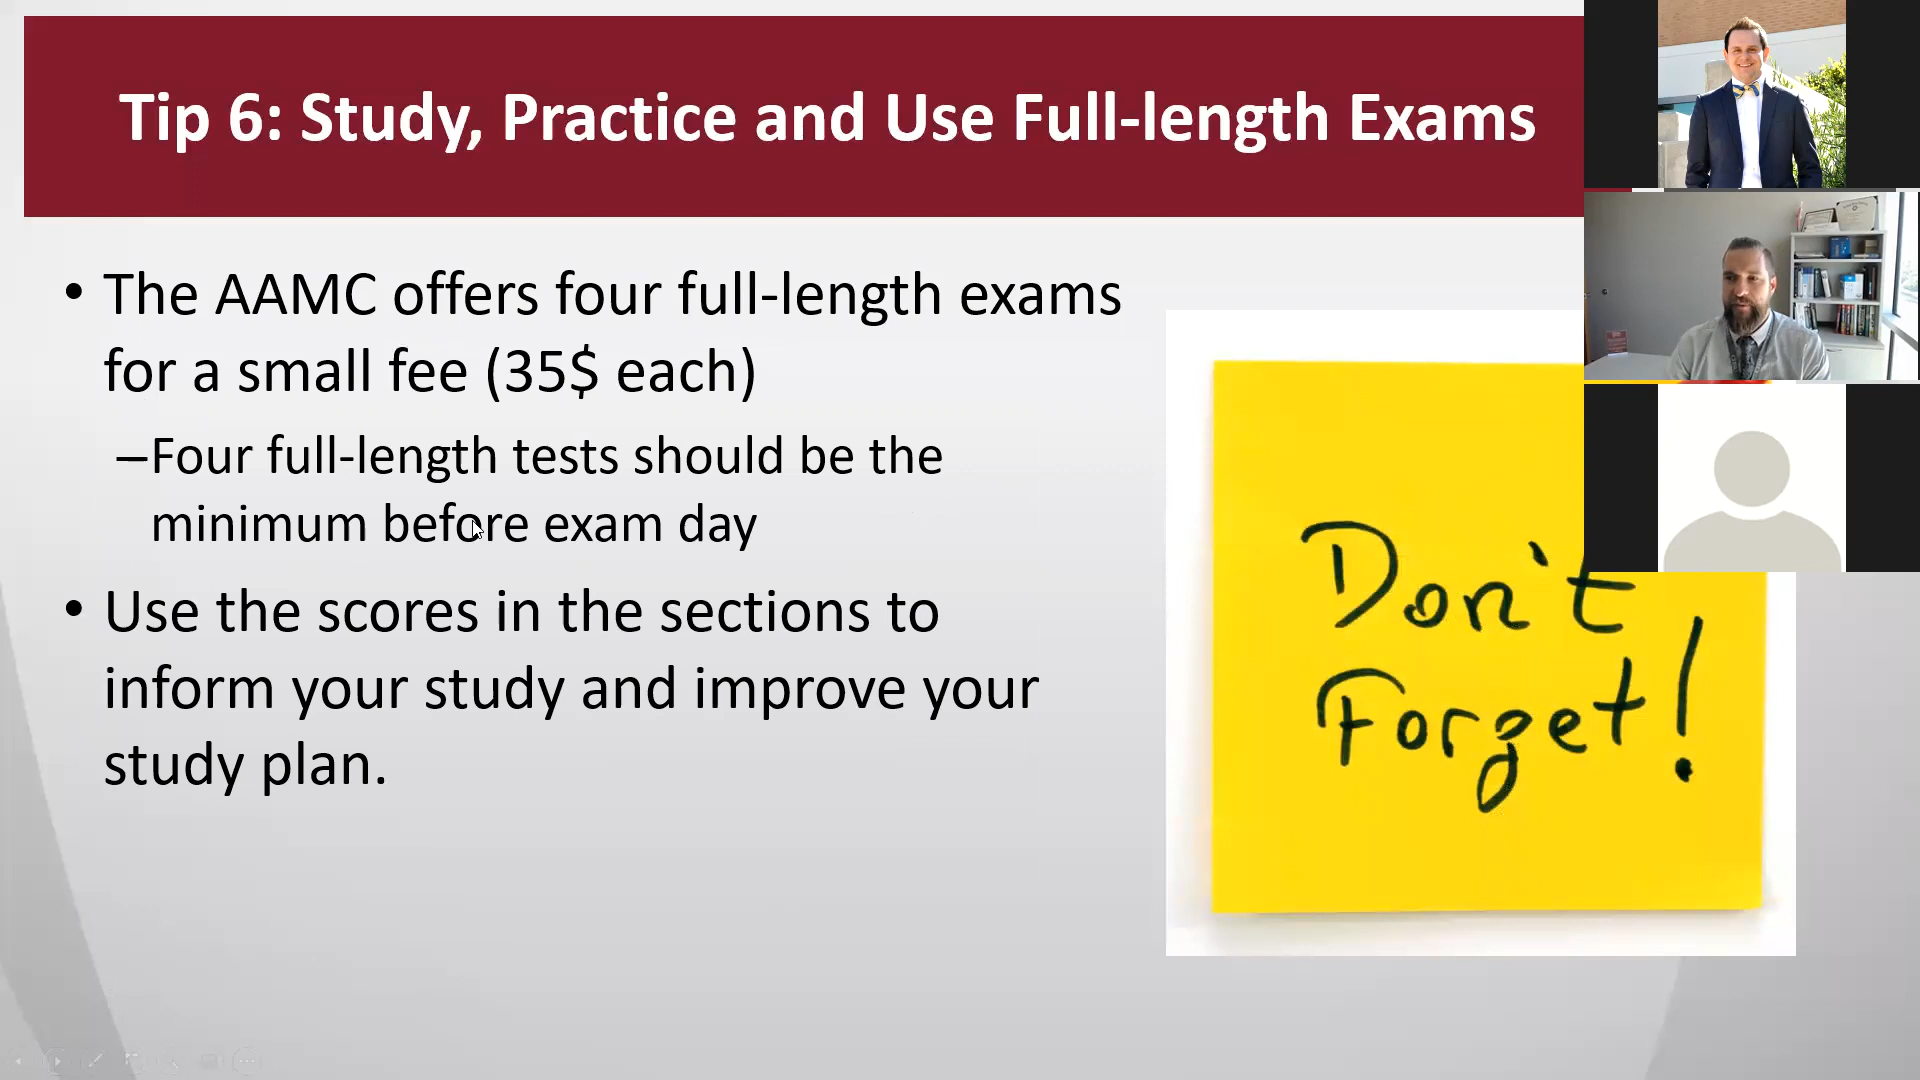 Tip 6: Study, Practice and Use Full-length Exams
• The AAMC offers four full-length exams
for a small fee (35$ each)
–Four full-length tests should be the
minimum before exam day
• Use the scores in the sections to
inform your study and improve your
study plan.
Don't
Forget!